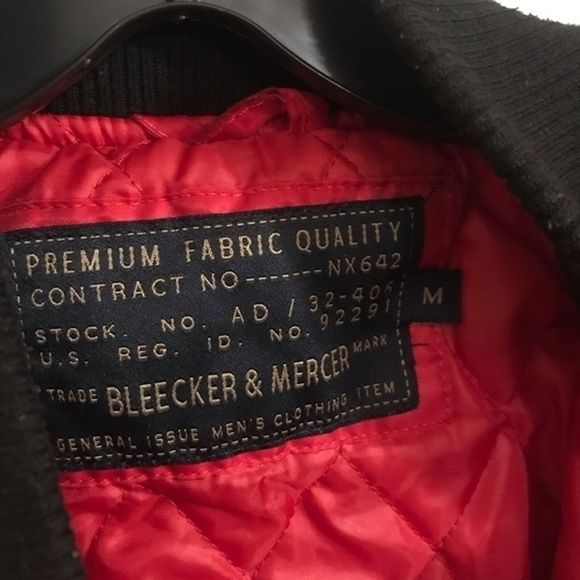 PREMIUM FABRIC QUALITY
CONTRACT NO-------NX642
STOCK. NO. AD / 32-406
U.S. REG. ID. NO. 92291
TRADE BLEECKER & MERCER MARK
GENERAL ISSUE MEN'S CLOTHING ITEM
M